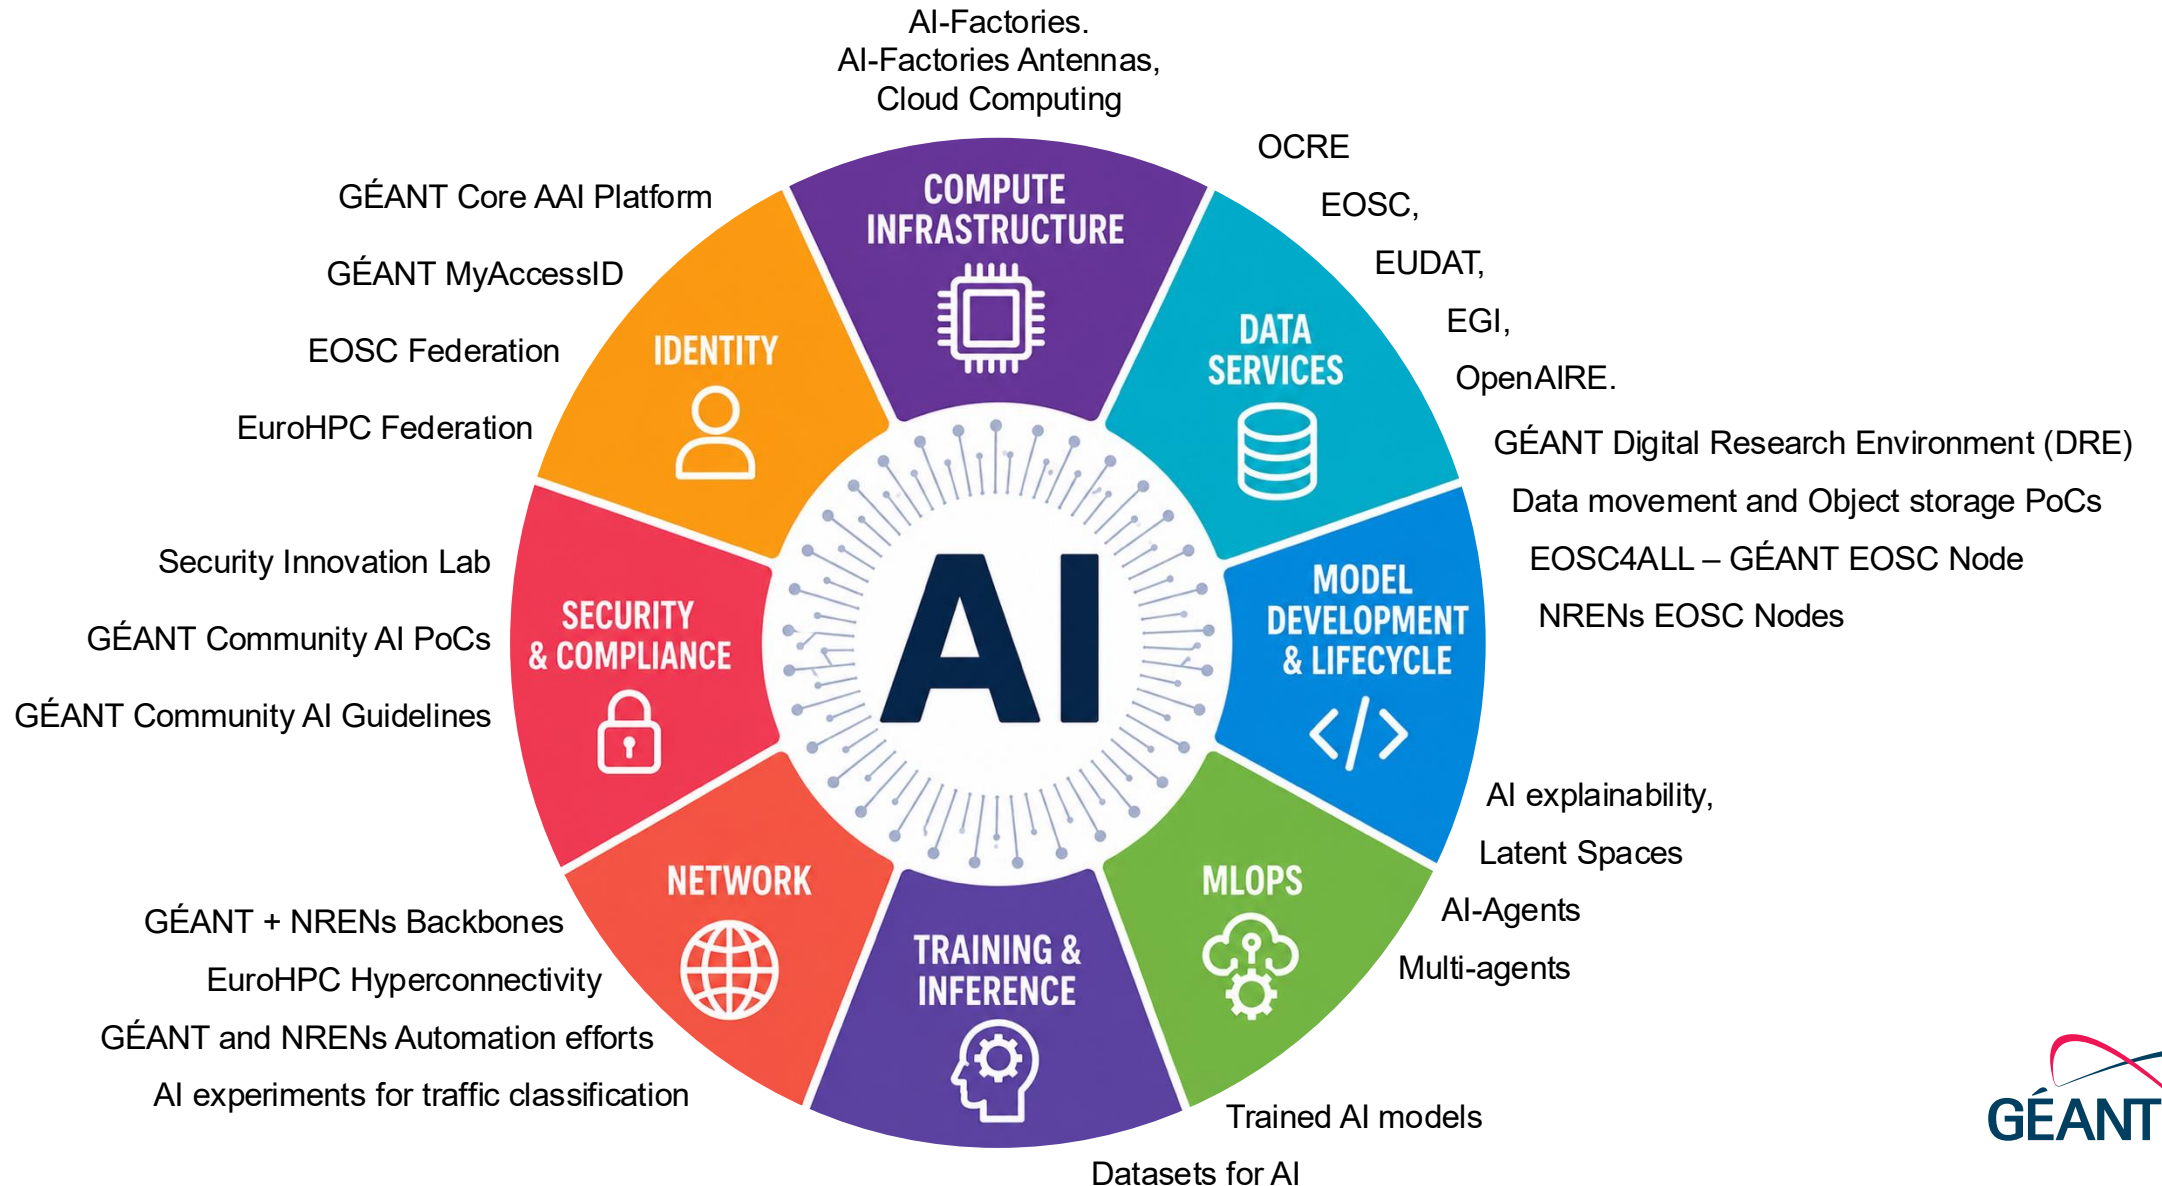 AI-Factories.
AI-Factories Antennas,
Cloud Computing
OCRE
EOSC,
EUDAT,
EGI,
OpenAIRE.
GÉANT Digital Research Environment (DRE)
Data movement and Object storage PoCs
EOSC4ALL – GÉANT EOSC Node
NRENs EOSC Nodes
AI explainability,
Latent Spaces
AI-Agents
Multi-agents
Trained AI models
Datasets for AI
GÉANT Core AAI Platform
GÉANT MyAccessID
EOSC Federation
EuroHPC Federation
Security Innovation Lab
GÉANT Community AI PoCs
GÉANT Community AI Guidelines
GÉANT + NRENs Backbones
EuroHPC Hyperconnectivity
GÉANT and NRENs Automation efforts
AI experiments for traffic classification
COMPUTE
INFRASTRUCTURE
DATA
SERVICES
MODEL
DEVELOPMENT
& LIFECYCLE
</>
MLOPS
TRAINING &
INFERENCE
NETWORK
SECURITY
& COMPLIANCE
IDENTITY
AI
GÉANT